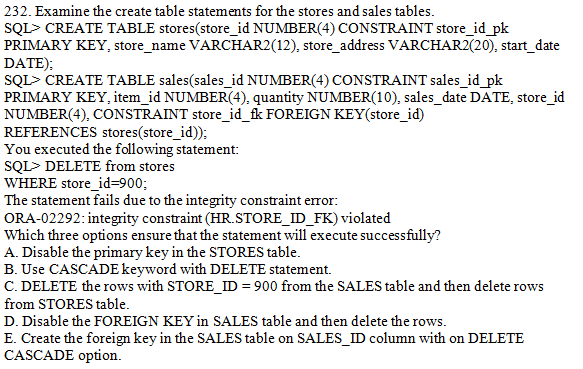 232. Examine the create table statements for the stores and sales tables.
SQL> CREATE TABLE stores(store_id NUMBER(4) CONSTRAINT store_id_pk
PRIMARY KEY, store_name VARCHAR2(12), store_address VARCHAR2(20), start_date
DATE);
SQL> CREATE TABLE sales(sales_id NUMBER(4) CONSTRAINT sales_id_pk
PRIMARY KEY, item_id NUMBER(4), quantity NUMBER(10), sales_date DATE, store_id
NUMBER(4), CONSTRAINT store_id_fk FOREIGN KEY(store_id)
REFERENCES stores(store_id));
You executed the following statement:
SQL> DELETE from stores
WHERE store_id=900;
The statement fails due to the integrity constraint error:
ORA-02292: integrity constraint (HR.STORE_ID_FK) violated
Which three options ensure that the statement will execute successfully?
A. Disable the primary key in the STORES table.
B. Use CASCADE keyword with DELETE statement.
C. DELETE the rows with STORE_ID = 900 from the SALES table and then delete rows
from STORES table.
D. Disable the FOREIGN KEY in SALES table and then delete the rows.
E. Create the foreign key in the SALES table on SALES_ID column with on DELETE
CASCADE option.